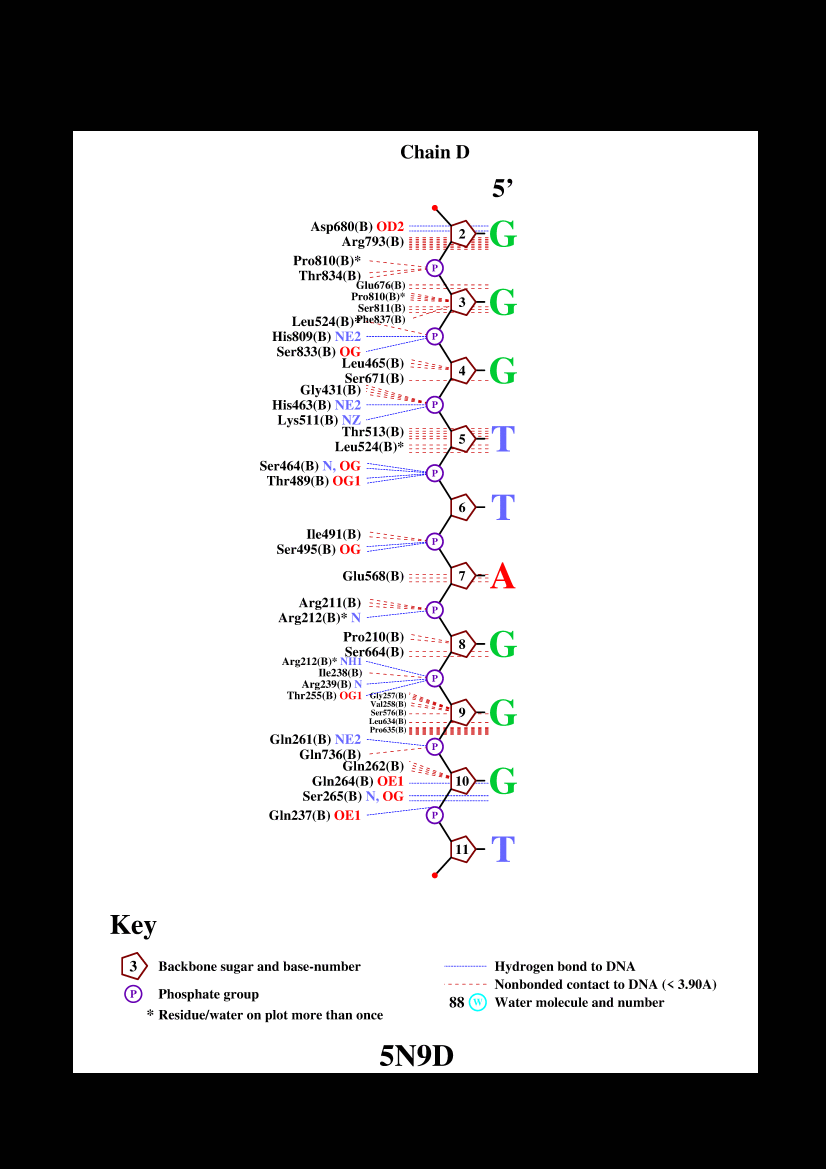 Chain D
5’
Asp680(B) OD2
2 G
Arg793(B)
Pro810(B)*
P
Thr834(B)
Glu676(B)
Pro810(B)*
3 G
Ser811(B)
Phe837(B)
Leu524(B)*
His809(B) NE2
P
Ser833(B) OG
Leu465(B)
4 G
Ser671(B)
Gly431(B)
His463(B) NE2
P
Lys511(B) NZ
Thr513(B)
5 T
Leu524(B)*
Ser464(B) N, OG
P
Thr489(B) OG1
6 T
Ile491(B)
P
Ser495(B) OG
Glu568(B)
7 A
Arg211(B)
P
Arg212(B)* N
Pro210(B)
8 G
Ser664(B)
Arg212(B)* NH1
Ile238(B)
P
Arg239(B) N
Thr255(B) OG1
Gly257(B)
Val258(B)
Ser576(B)
9 G
Leu634(B)
Pro635(B)
Gln261(B) NE2
P
Gln736(B)
Gln262(B)
Gln264(B) OE1
10 G
Ser265(B) N, OG
Gln237(B) OE1
P
11 T
Key
3 Backbone sugar and base-number
P Phosphate group
* Residue/water on plot more than once
Hydrogen bond to DNA
Nonbonded contact to DNA (< 3.90A)
88 W Water molecule and number
5N9D